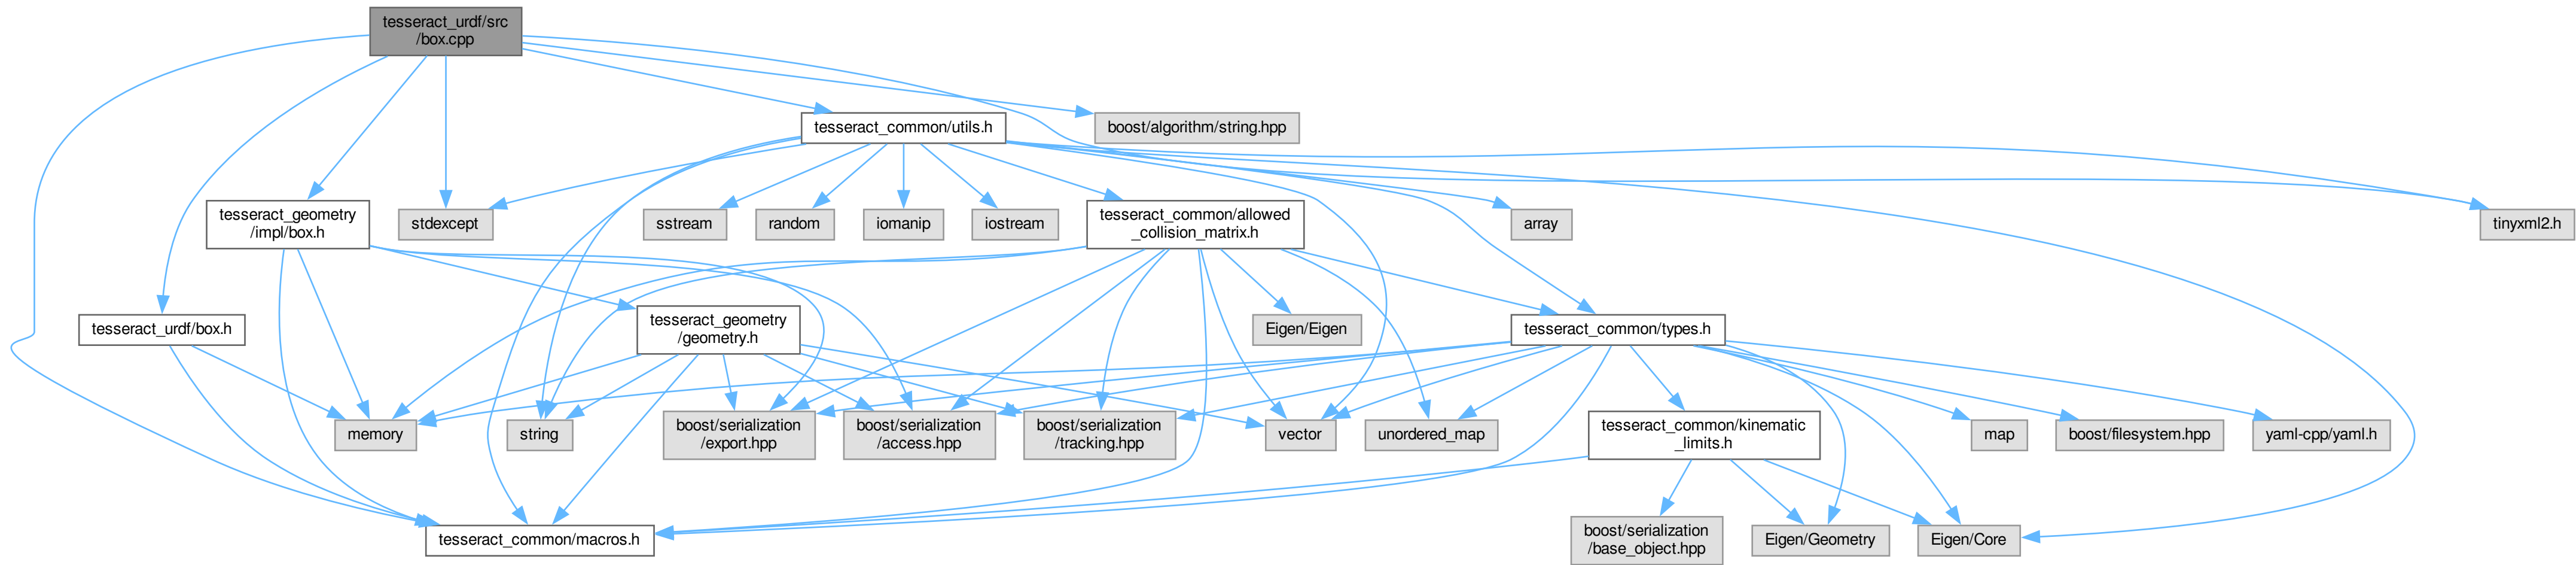 tesseract_urdf/src
/box.cpp
tesseract_common/utils.h
boost/algorithm/string.hpp
tesseract_geometry
/impl/box.h
stdexcept
sstream
random
iomanip
iostream
tesseract_common/allowed
_collision_matrix.h
array
tinyxml2.h
tesseract_urdf/box.h
tesseract_geometry
/geometry.h
Eigen/Eigen
tesseract_common/types.h
memory
string
boost/serialization
/export.hpp
boost/serialization
/access.hpp
boost/serialization
/tracking.hpp
vector
unordered_map
tesseract_common/kinematic
_limits.h
map
boost/filesystem.hpp
yaml-cpp/yaml.h
tesseract_common/macros.h
boost/serialization
/base_object.hpp
Eigen/Geometry
Eigen/Core